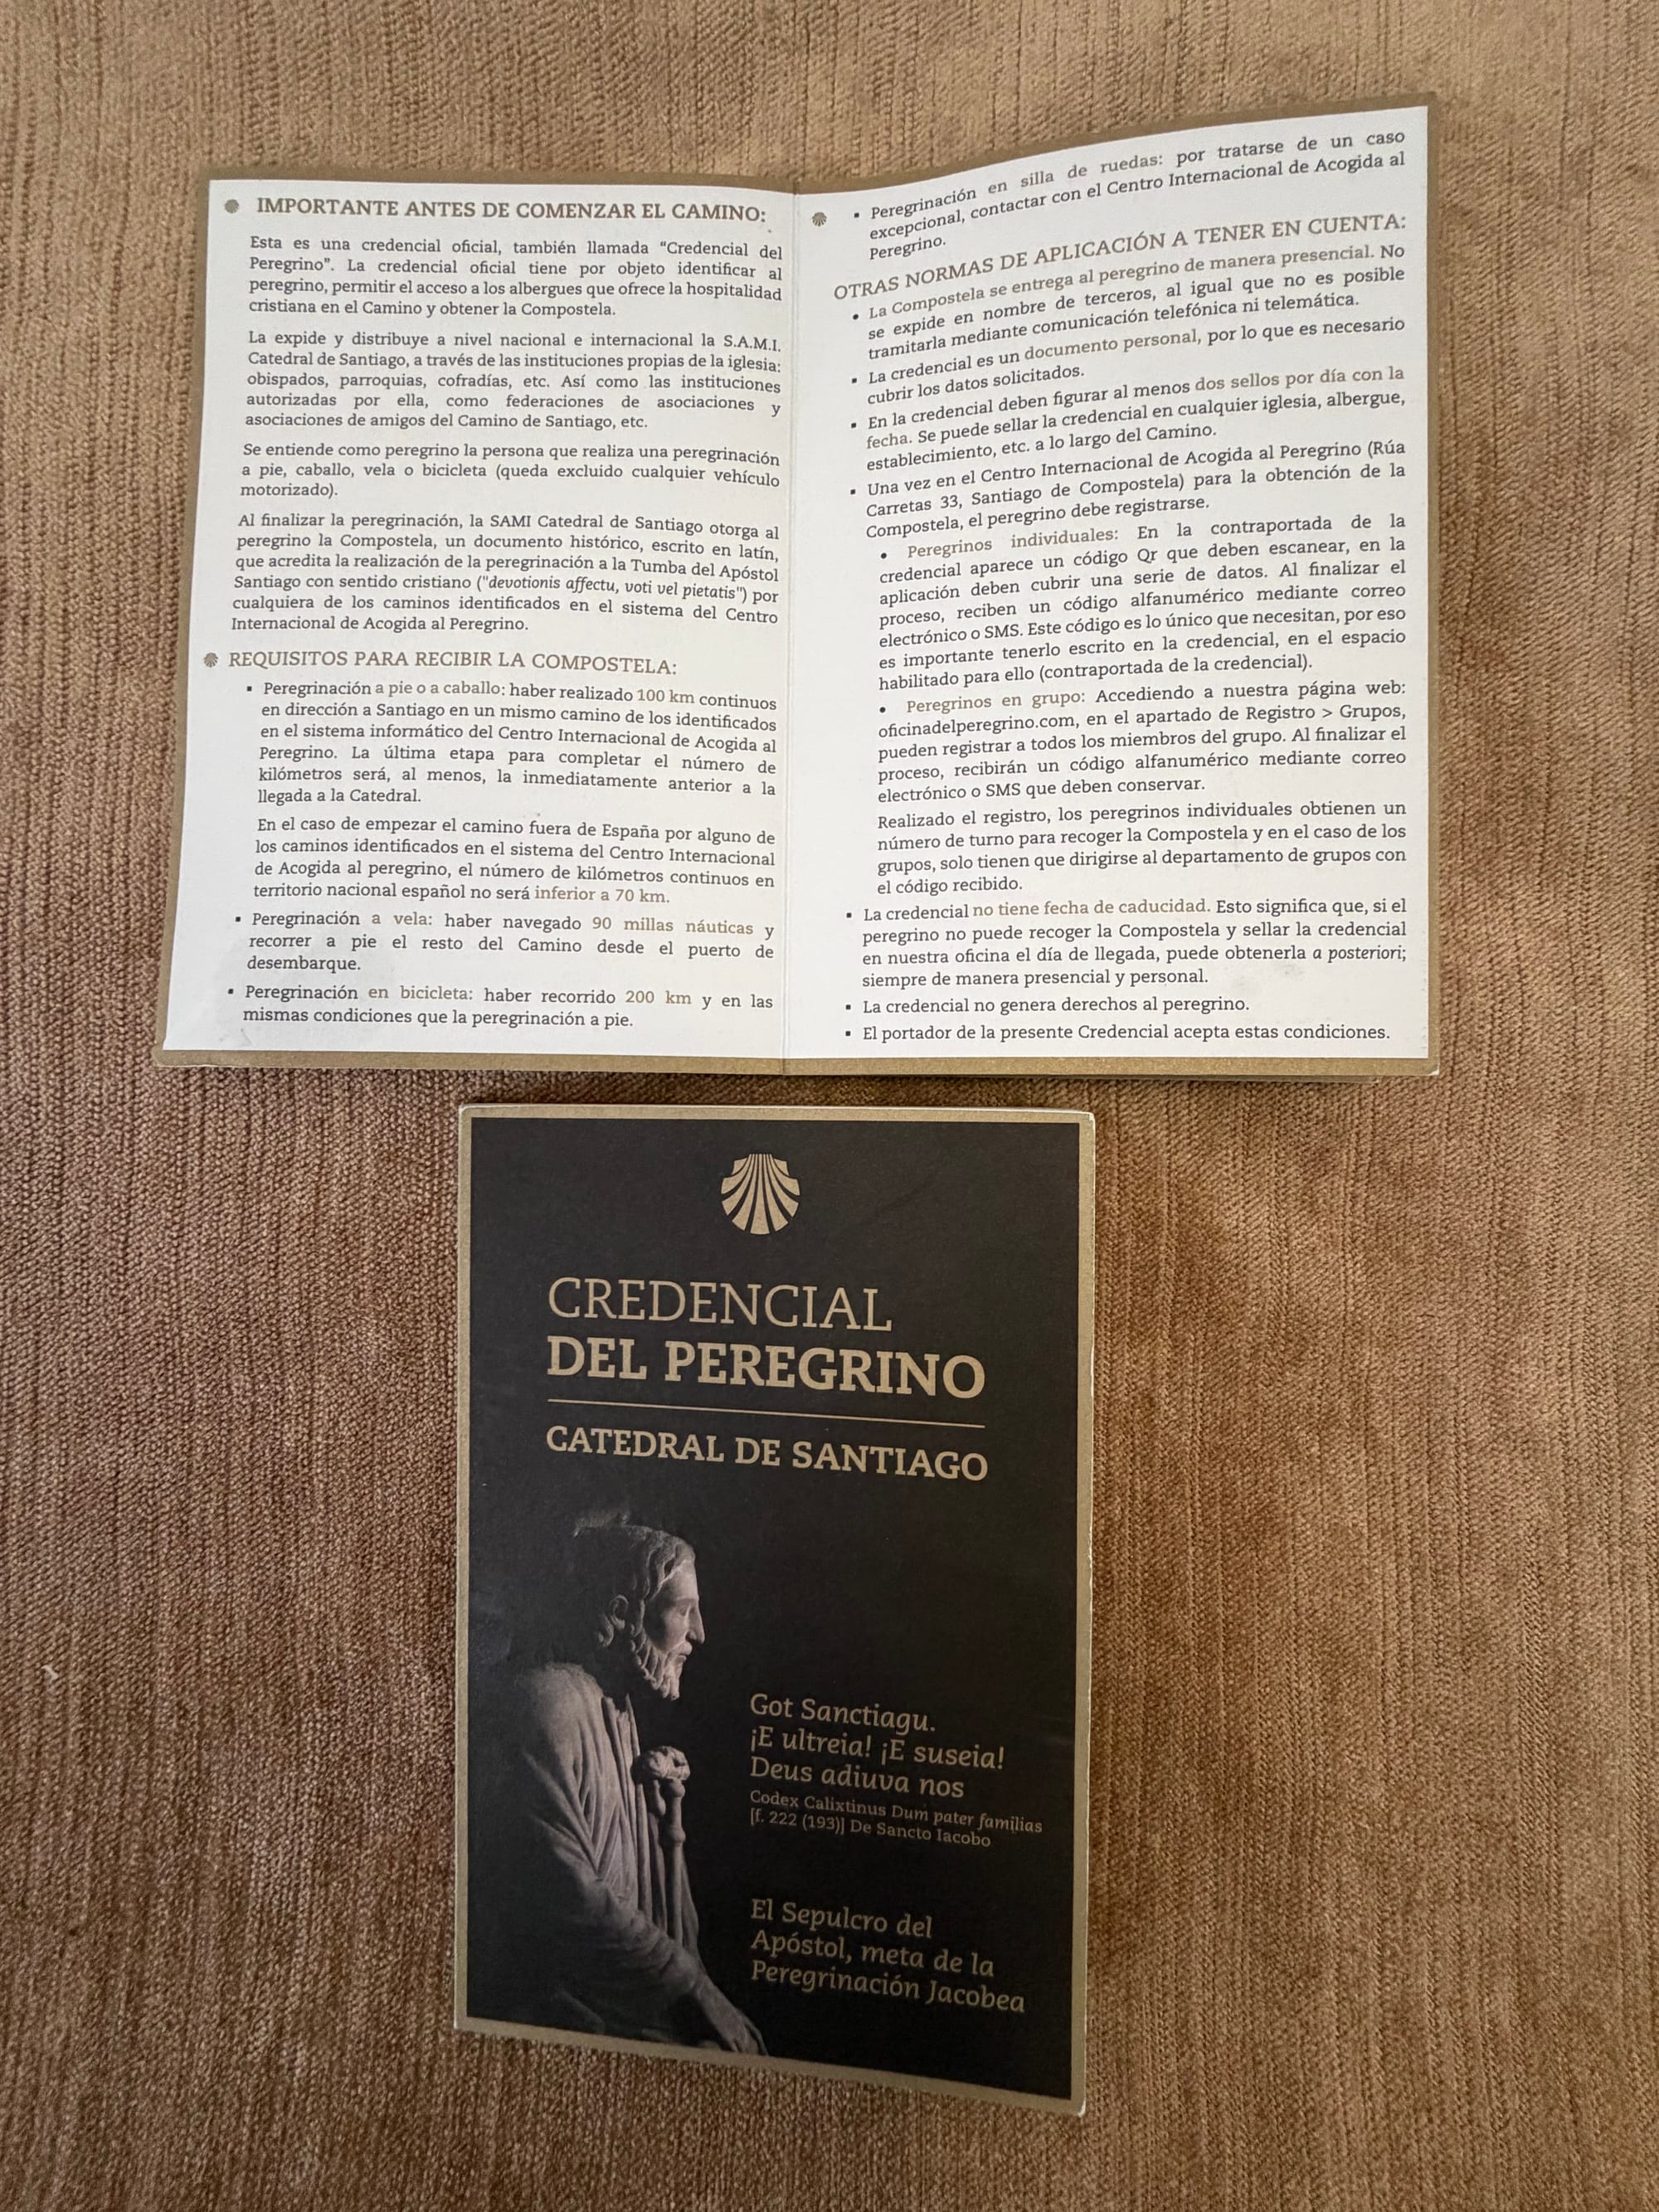 IMPORTANTE ANTES DE COMENZAR EL CAMINO:
Esta es una credencial oficial, también llamada "Credencial del
Peregrino". La credencial oficial tiene por objeto identificar al
peregrino, permitir el acceso a los albergues que ofrece la hospitalidad
cristiana en el Camino y obtener la Compostela.
La expide y distribuye a nivel nacional e internacional la S.A.M.I.
Catedral de Santiago, a través de las instituciones propias de la iglesia:
obispados, parroquias, cofradías, etc. Así como las instituciones
autorizadas por ella, como federaciones de asociaciones y
asociaciones de amigos del Camino de Santiago, etc.
Se entiende como peregrino la persona que realiza una peregrinación
a pie, caballo, vela o bicicleta (queda excluido cualquier vehículo
motorizado).
Al finalizar la peregrinación, la SAMI Catedral de Santiago otorga al
peregrino la Compostela, un documento histórico, escrito en latín,
que acredita la realización de la peregrinación a la Tumba del Apóstol
Santiago con sentido cristiano ("devotionis affectu, voti vel pietatis") por
cualquiera de los caminos identificados en el sistema del Centro
Internacional de Acogida al Peregrino.
REQUISITOS PARA RECIBIR LA COMPOSTELA:
▪ Peregrinación a pie o a caballo: haber realizado 100 km continuos
en dirección a Santiago en un mismo camino de los identificados
en el sistema informático del Centro Internacional de Acogida al
Peregrino. La última etapa para completar el número de
kilómetros será, al menos, la inmediatamente anterior a la
llegada a la Catedral.
En el caso de empezar el camino fuera de España por alguno de
los caminos identificados en el sistema del Centro Internacional
de Acogida al peregrino, el número de kilómetros continuos en
territorio nacional español no será inferior a 70 km.
▪ Peregrinación a vela: haber navegado 90 millas náuticas y
recorrer a pie el resto del Camino desde el puerto de
desembarque.
▪ Peregrinación en bicicleta: haber recorrido 200 km y en las
mismas condiciones que la peregrinación a pie.
▪ Peregrinación en silla de ruedas: por tratarse de un caso
excepcional, contactar con el Centro Internacional de Acogida al
Peregrino.
OTRAS NORMAS DE APLICACIÓN A TENER EN CUENTA:
▪ La Compostela se entrega al peregrino de manera presencial. No
se expide en nombre de terceros, al igual que no es posible
tramitarla mediante comunicación telefónica ni telemática.
▪ La credencial es un documento personal, por lo que es necesario
cubrir los datos solicitados.
▪ En la credencial deben figurar al menos dos sellos por día con la
fecha. Se puede sellar la credencial en cualquier iglesia, albergue,
establecimiento, etc. a lo largo del Camino.
▪ Una vez en el Centro Internacional de Acogida al Peregrino (Rúa
Carretas 33, Santiago de Compostela) para la obtención de la
Compostela, el peregrino debe registrarse.
• Peregrinos individuales: En la contraportada de la
credencial aparece un código Qr que deben escanear, en la
aplicación deben cubrir una serie de datos. Al finalizar el
proceso, reciben un código alfanumérico mediante correo
electrónico o SMS. Este código es lo único que necesitan, por eso
es importante tenerlo escrito en la credencial, en el espacio
habilitado para ello (contraportada de la credencial).
• Peregrinos en grupo: Accediendo a nuestra página web:
oficinadelperegrino.com, en el apartado de Registro > Grupos,
pueden registrar a todos los miembros del grupo. Al finalizar el
proceso, recibirán un código alfanumérico mediante correo
electrónico o SMS que deben conservar.
Realizado el registro, los peregrinos individuales obtienen un
número de turno para recoger la Compostela y en el caso de los
grupos, solo tienen que dirigirse al departamento de grupos con
el código recibido.
▪ La credencial no tiene fecha de caducidad. Esto significa que, si el
peregrino no puede recoger la Compostela y sellar la credencial
en nuestra oficina el día de llegada, puede obtenerla a posteriori;
siempre de manera presencial y personal.
▪ La credencial no genera derechos al peregrino.
▪ El portador de la presente Credencial acepta estas condiciones.
CREDENCIAL
DEL PEREGRINO
CATEDRAL DE SANTIAGO
Got Sanctiagu.
¡E ultreia! ¡E suseia!
Deus adiuva nos
Codex Calixtinus Dum pater familias
[f. 222 (193)] De Sancto Iacobo
El Sepulcro del
Apóstol, meta de la
Peregrinación Jacobea